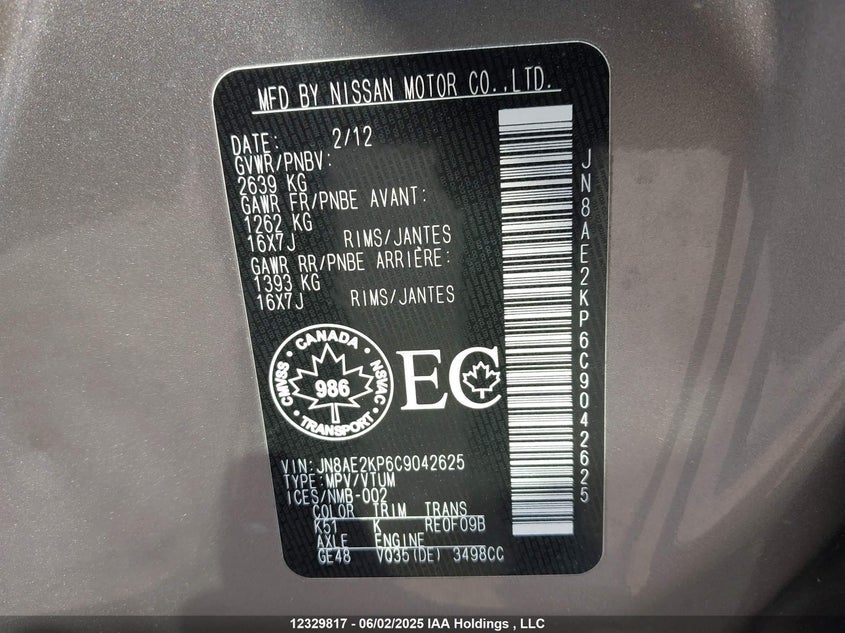 MFD BY NISSAN MOTOR CO.,LTD.
DATE: 2/12
GVWR/PNBV:
2639 KG
GAWR FR/PNBE AVANT:
1262 KG
16X7J RIMS/JANTES
GAWR RR/PNBE ARRIÈRE:
1393 KG
16X7J RIMS/JANTES
CANADA
CMVSS 986 NSVAC
TRANSPORT
EC
VIN:JN8AE2KP6C9042625
TYPE:MPV/VTUM
ICES/NMB-002
COLOR TRIM TRANS
K51 K RE0F09B
AXLE ENGINE
GE48 VQ35(DE) 3498CC
JN8AE2KP6C9042625
12329817 - 06/02/2025 IAA Holdings , LLC